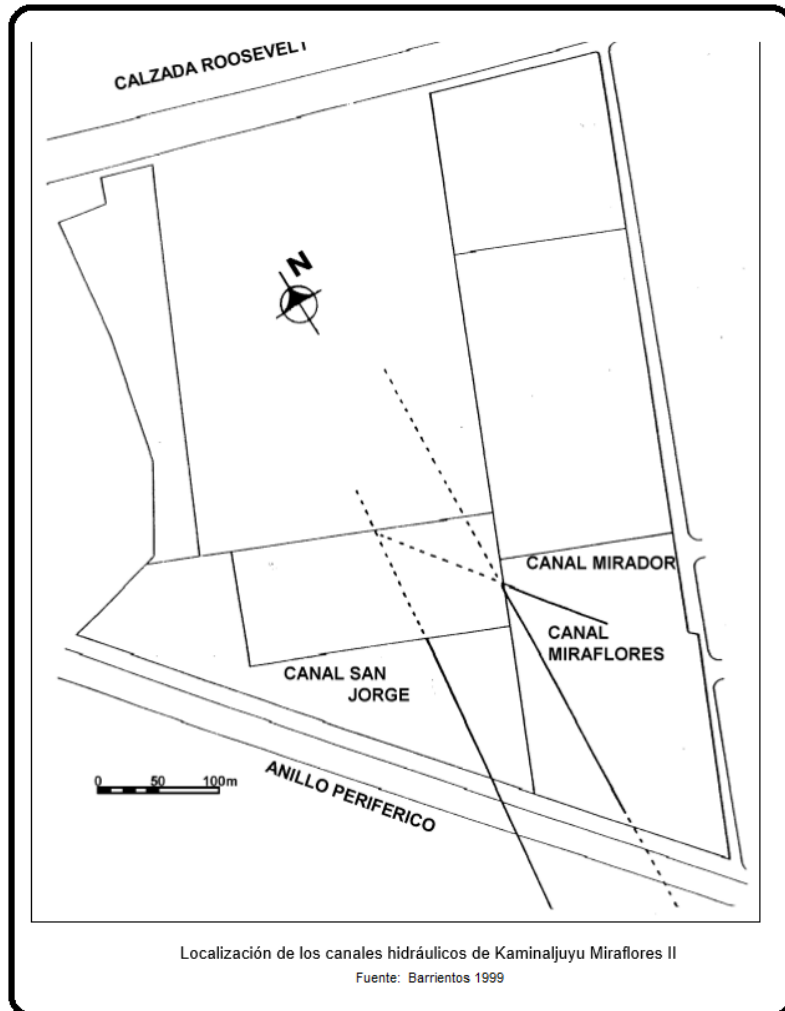 CALZADA ROOSEVELT
N
CANAL MIRADOR
CANAL
MIRAFLORES
CANAL SAN
JORGE
0 50 100m
ANILLO PERIFERICO
Localización de los canales hidráulicos de Kaminaljuyu Miraflores II
Fuente: Barrientos 1999